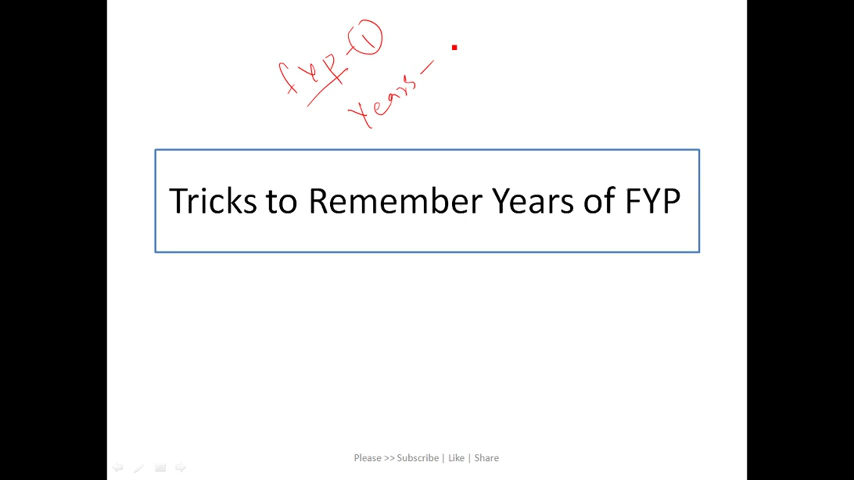 fyp - 1
Years -
Tricks to Remember Years of FYP
Please >> Subscribe | Like | Share